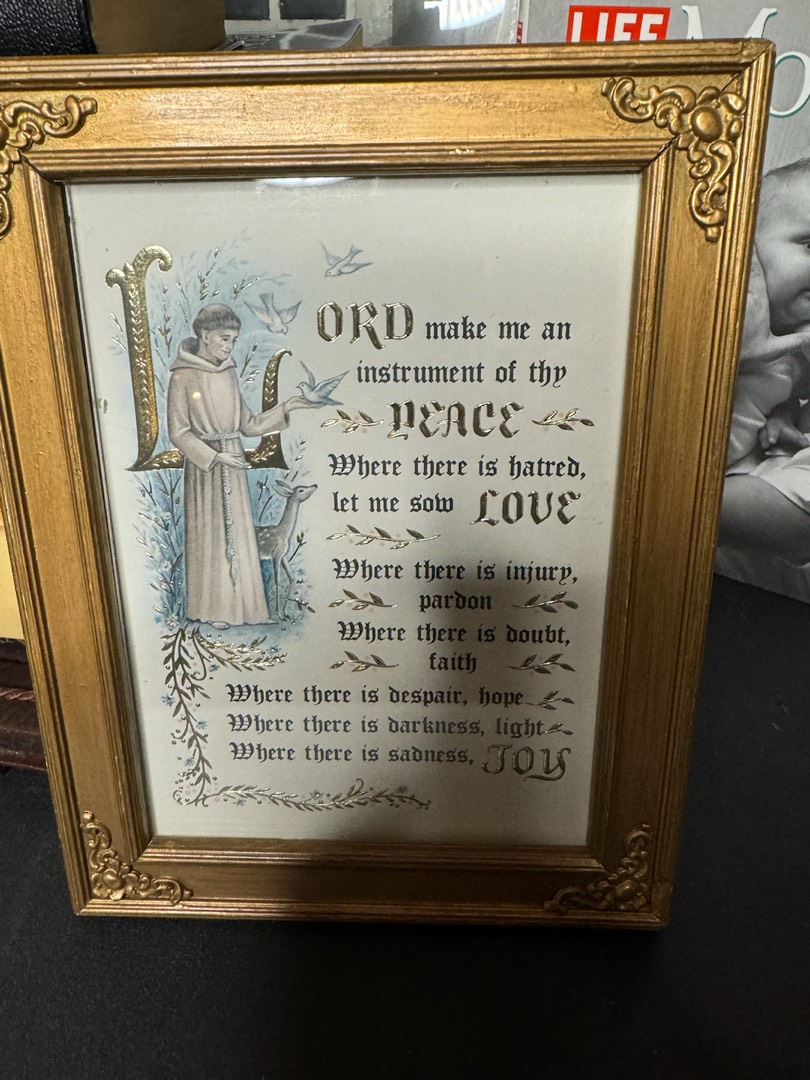 LIFE
Mo
LORD make me an
instrument of thy
PEACE
Where there is hatred,
let me sow LOVE
Where there is injury,
pardon
Where there is doubt,
faith
Where there is despair, hope
Where there is darkness, light
Where there is sadness, JOY